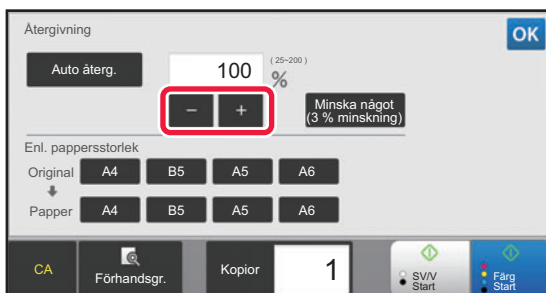 Återgivning
OK
Auto återg.
100
(25~200)
%
−
+
Minska något
(3 % minskning)
Enl. pappersstorlek
Original
A4
B5
A5
A6
Papper
A4
B5
A5
A6
CA
Förhandsgr.
Kopior
1
SV/V
Start
Färg
Start